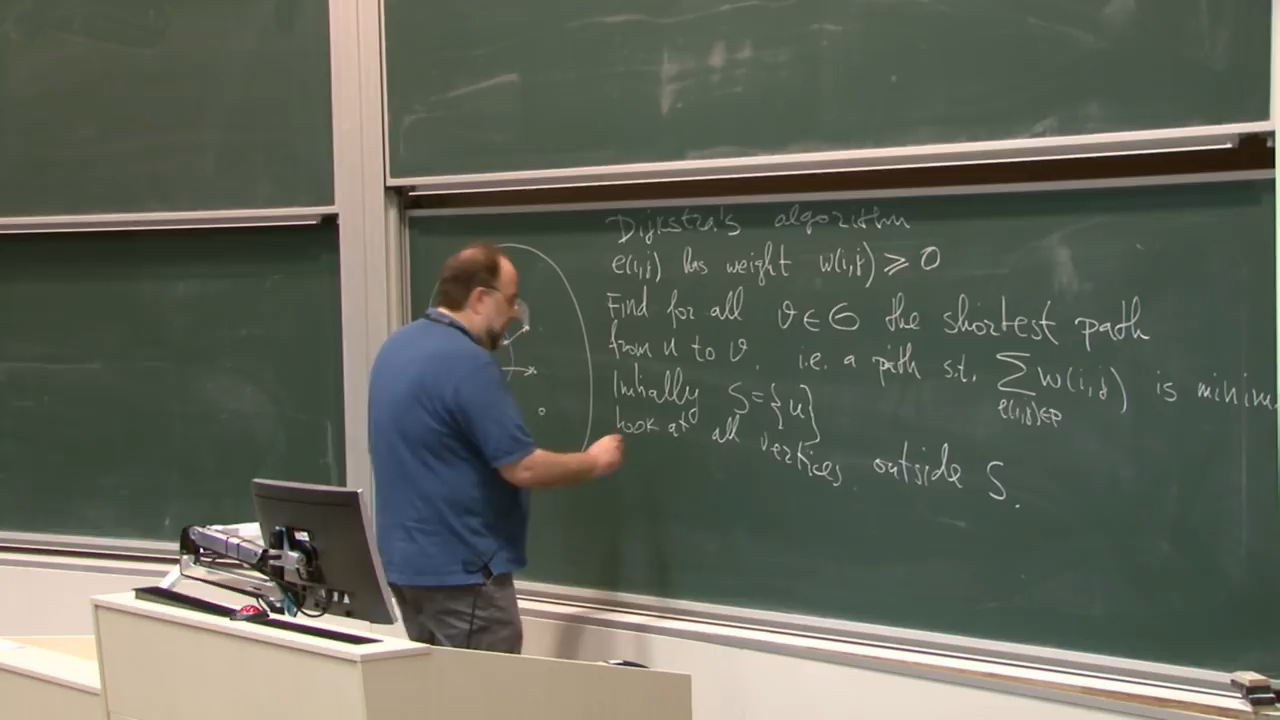 Dijkstra's algorithm
e(i,j) has weight w(i,j) ⩾ 0
Find for all v ∈ G the shortest path
from u to v. i.e. a path s.t. ∑ w(i,j) is minim
e(i,j)∈P
Initially S = {u}
Look at all vertices outside S.